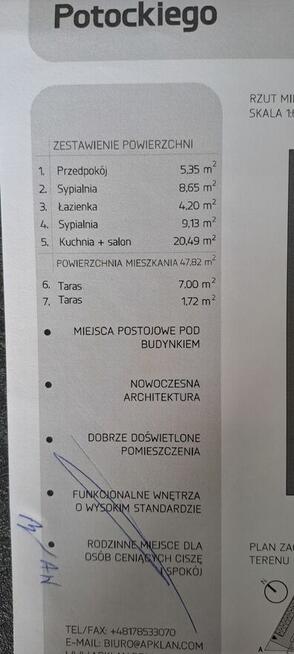 Potockiego
RZUT MI
SKALA 1:
ZESTAWIENIE POWIERZCHNI
1. Przedpokój 5,35 m²
2. Sypialnia 8,65 m²
3. Łazienka 4,20 m²
4. Sypialnia 9,13 m²
5. Kuchnia + salon 20,49 m²
POWIERZCHNIA MIESZKANIA 47,82 m²
6. Taras 7,00 m²
7. Taras 1,72 m²
• MIEJSCA POSTOJOWE POD
BUDYNKIEM
• NOWOCZESNA
ARCHITEKTURA
• DOBRZE DOŚWIETLONE
POMIESZCZENIA
• FUNKCJONALNE WNĘTRZA
O WYSOKIM STANDARDZIE
• RODZINNE MIEJSCE DLA
OSÓB CENIĄCYCH CISZĘ
I SPOKÓJ
PLAN ZA
TERENU
A
TEL/FAX: +48178533070
E-MAIL: BIURO@APKLAN.COM